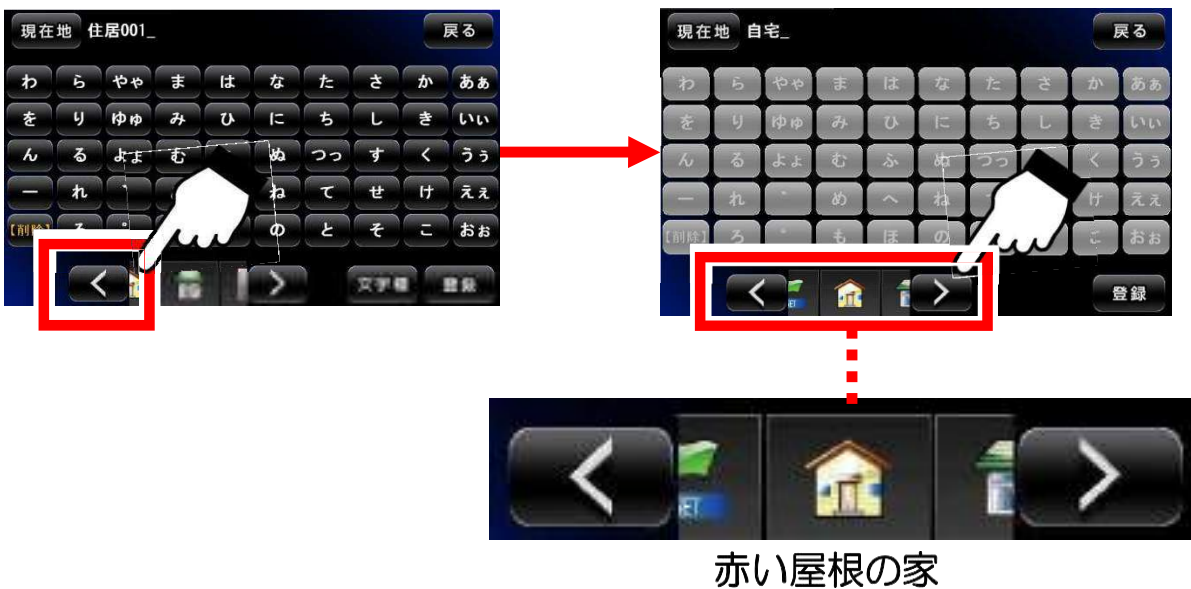 現在地 住居001_ 戻る
わ ら やゃ ま は な た さ か あぁ
を り ゆゅ み ひ に ち し き いぃ
ん る よょ む ぬ つっ す く うぅ
ー れ ゛ ね て せ け えぇ
【削除】 ろ ゜ の と そ こ おぉ
< > 文字種 登録
現在地 自宅_ 戻る
わ ら やゃ ま は な た さ か あぁ
を り ゆゅ み ひ に ち し き いぃ
ん る よょ む ふ ぬ つっ く うぅ
ー れ ゛ め へ ね け えぇ
【削除】 ろ ゜ も ほ の こ おぉ
< > 登録
< >
赤い屋根の家